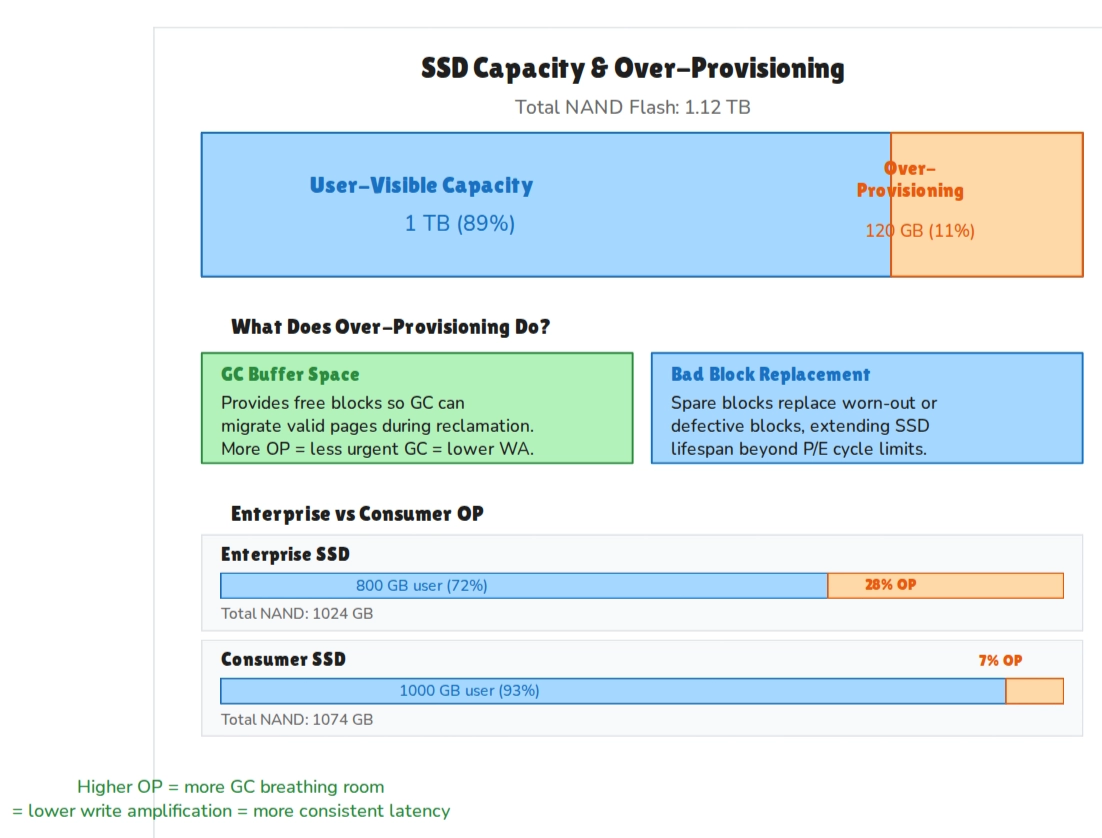 SSD Capacity & Over-Provisioning
Total NAND Flash: 1.12 TB
User-Visible Capacity
1 TB (89%)
Over-
Provisioning
120 GB (11%)
What Does Over-Provisioning Do?
GC Buffer Space
Provides free blocks so GC can
migrate valid pages during reclamation.
More OP = less urgent GC = lower WA.
Bad Block Replacement
Spare blocks replace worn-out or
defective blocks, extending SSD
lifespan beyond P/E cycle limits.
Enterprise vs Consumer OP
Enterprise SSD
800 GB user (72%)
28% OP
Total NAND: 1024 GB
Consumer SSD
7% OP
1000 GB user (93%)
Total NAND: 1074 GB
Higher OP = more GC breathing room
= lower write amplification = more consistent latency